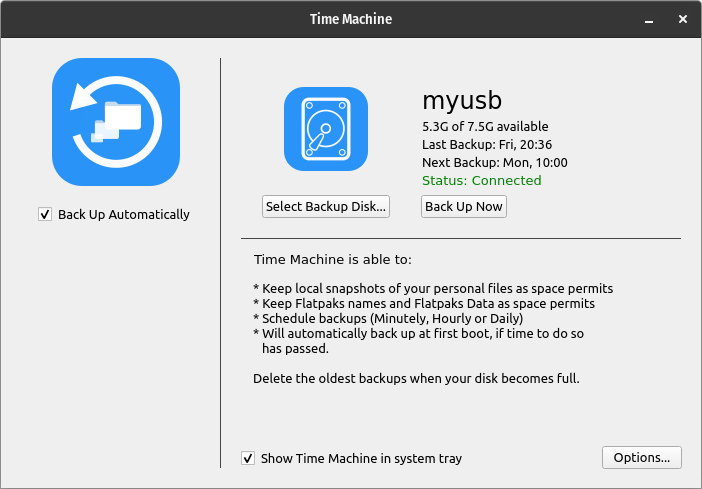 Time Machine
Back Up Automatically
myusb
5.3G of 7.5G available
Last Backup: Fri, 20:36
Next Backup: Mon, 10:00
Status: Connected
Select Backup Disk...
Back Up Now
Time Machine is able to:
* Keep local snapshots of your personal files as space permits
* Keep Flatpaks names and Flatpaks Data as space permits
* Schedule backups (Minutely, Hourly or Daily)
* Will automatically back up at first boot, if time to do so
has passed.
Delete the oldest backups when your disk becomes full.
Show Time Machine in system tray
Options...